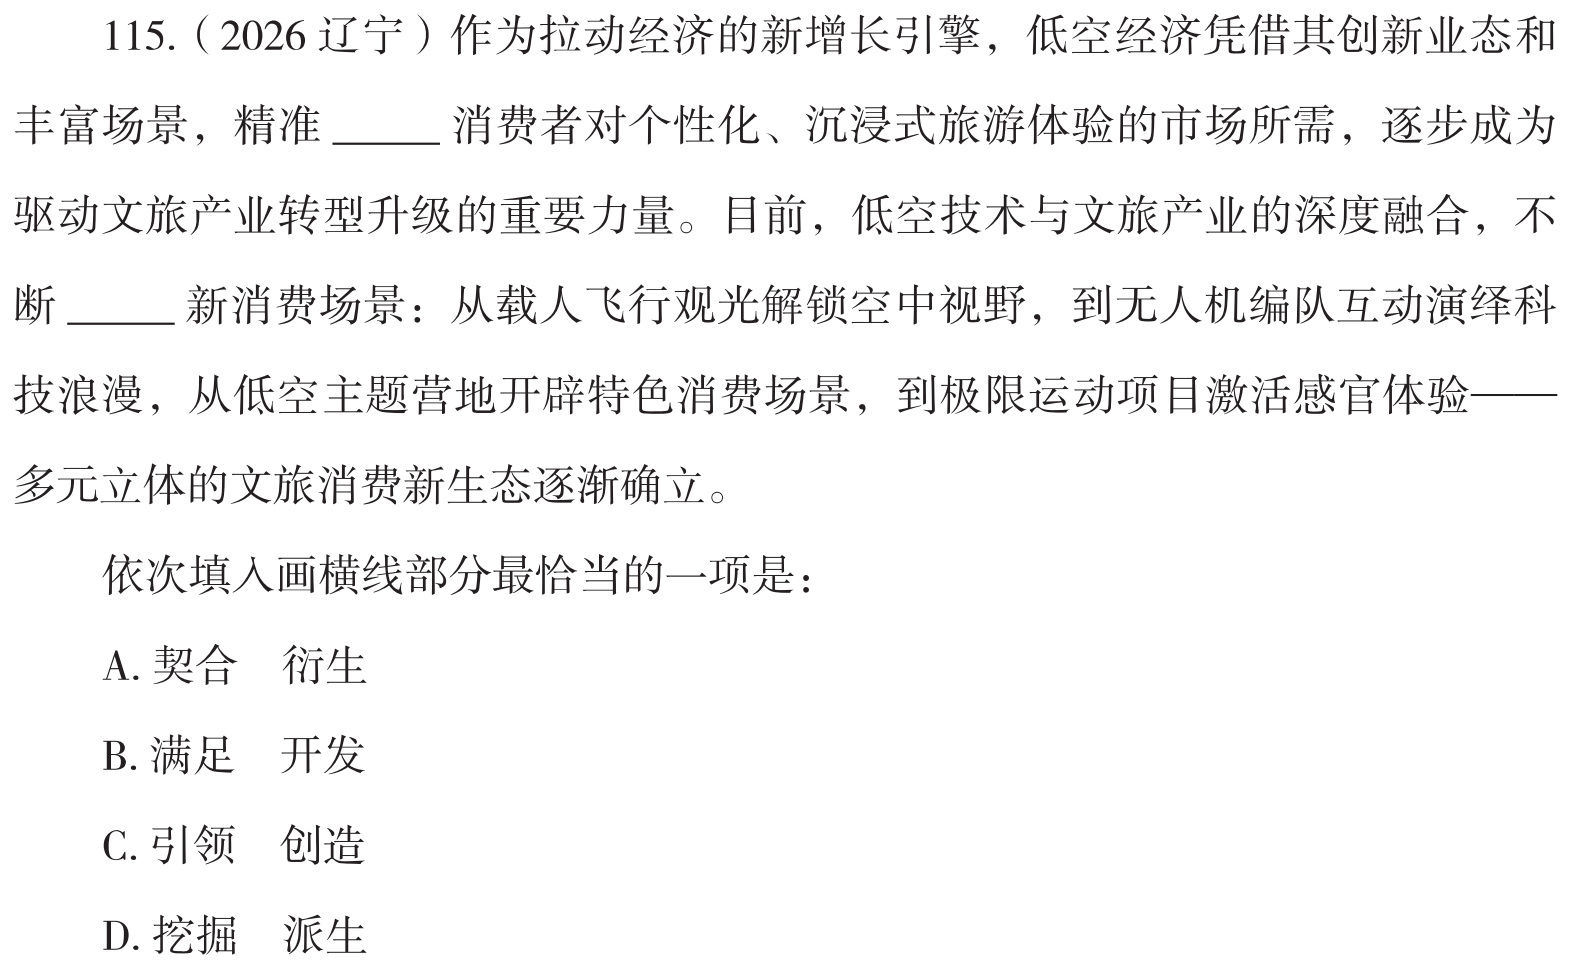 115.（2026 辽宁）作为拉动经济的新增长引擎，低空经济凭借其创新业态和
丰富场景，精准 _____ 消费者对个性化、沉浸式旅游体验的市场所需，逐步成为
驱动文旅产业转型升级的重要力量。目前，低空技术与文旅产业的深度融合，不
断 _____ 新消费场景：从载人飞行观光解锁空中视野，到无人机编队互动演绎科
技浪漫，从低空主题营地开辟特色消费场景，到极限运动项目激活感官体验——
多元立体的文旅消费新生态逐渐确立。
依次填入画横线部分最恰当的一项是：
A. 契合　衍生
B. 满足　开发
C. 引领　创造
D. 挖掘　派生